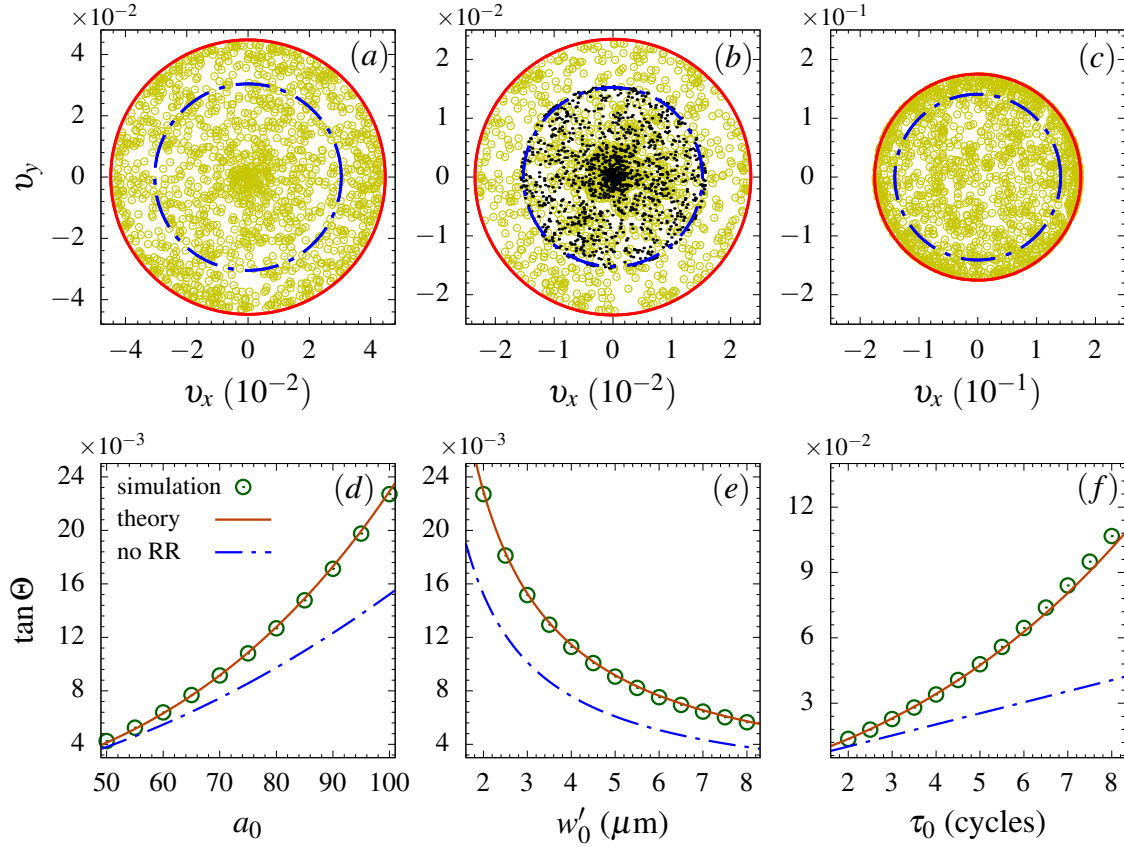 ×10⁻²
×10⁻²
×10⁻¹
(a)
(b)
(c)
4
2
0
−2
−4
2
1
0
−1
−2
2
1
0
−1
−2
υ_y
−4 −2 0 2 4
−2 −1 0 1 2
−2 −1 0 1 2
υ_x (10⁻²)
υ_x (10⁻²)
υ_x (10⁻¹)
×10⁻³
×10⁻³
×10⁻²
(d)
(e)
(f)
simulation
theory
no RR
24
20
16
12
8
4
24
20
16
12
8
4
12
9
6
3
tan Θ
50 60 70 80 90 100
2 3 4 5 6 7 8
2 3 4 5 6 7 8
a₀
w′₀ (μm)
τ₀ (cycles)